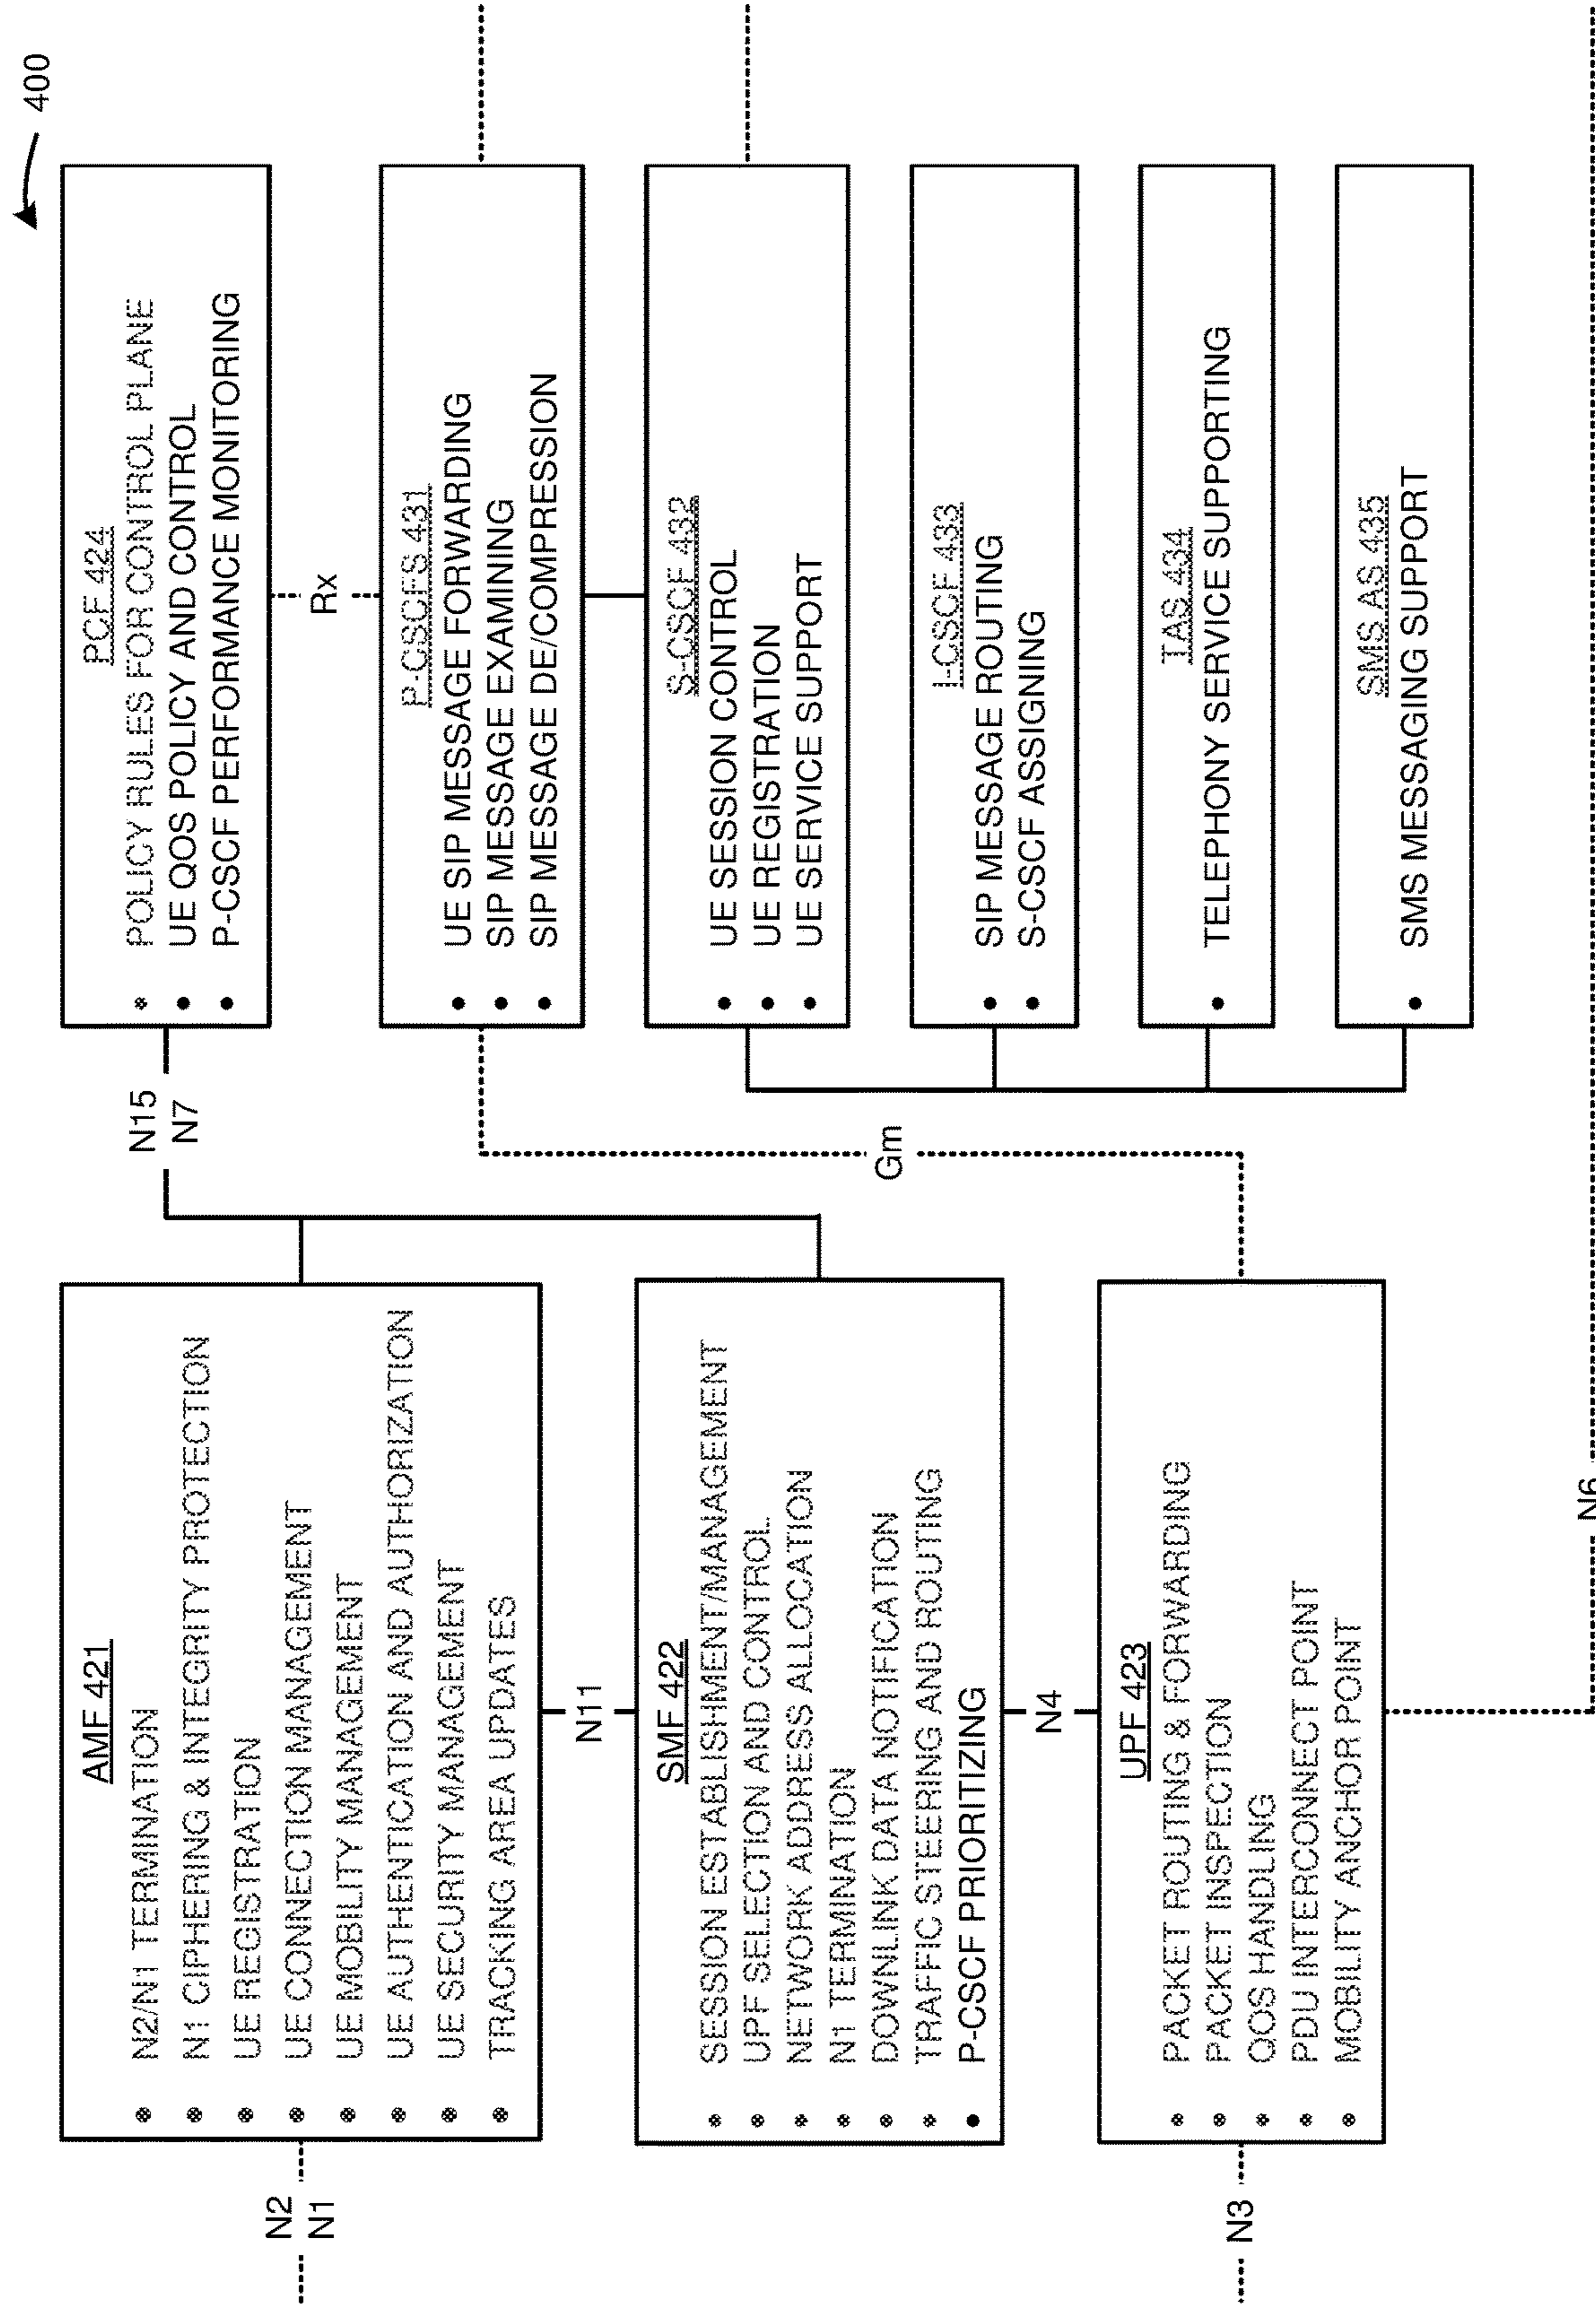 400
AMF 421
N2/N1 TERMINATION
N1 CIPHERING & INTEGRITY PROTECTION
UE REGISTRATION
UE CONNECTION MANAGEMENT
UE MOBILITY MANAGEMENT
UE AUTHENTICATION AND AUTHORIZATION
UE SECURITY MANAGEMENT
TRACKING AREA UPDATES
N2
N1
N11
SMF 422
SESSION ESTABLISHMENT/MANAGEMENT
UPF SELECTION AND CONTROL
NETWORK ADDRESS ALLOCATION
N1 TERMINATION
DOWNLINK DATA NOTIFICATION
TRAFFIC STEERING AND ROUTING
P-CSCF PRIORITIZING
N4
UPF 423
PACKET ROUTING & FORWARDING
PACKET INSPECTION
QOS HANDLING
PDU INTERCONNECT POINT
MOBILITY ANCHOR POINT
N3
N6
N15
N7
Gm
PCF 424
POLICY RULES FOR CONTROL PLANE
UE QOS POLICY AND CONTROL
P-CSCF PERFORMANCE MONITORING
Rx
P-CSCFS 431
UE SIP MESSAGE FORWARDING
SIP MESSAGE EXAMINING
SIP MESSAGE DE/COMPRESSION
S-CSCF 432
UE SESSION CONTROL
UE REGISTRATION
UE SERVICE SUPPORT
I-CSCF 433
SIP MESSAGE ROUTING
S-CSCF ASSIGNING
TAS 434
TELEPHONY SERVICE SUPPORTING
SMS AS 435
SMS MESSAGING SUPPORT